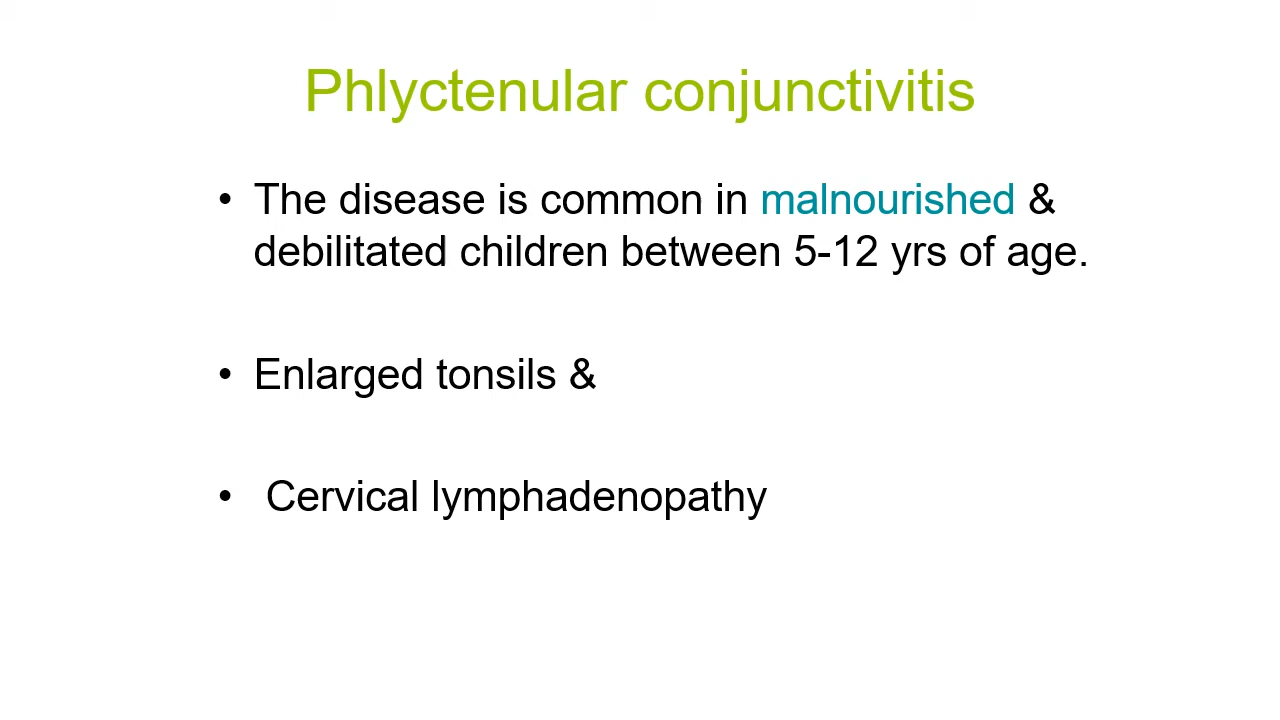 Phlyctenular conjunctivitis
• The disease is common in malnourished &
debilitated children between 5-12 yrs of age.
• Enlarged tonsils &
• Cervical lymphadenopathy